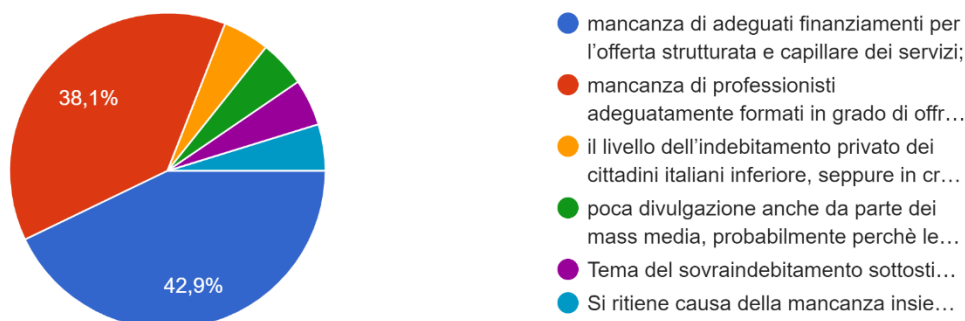 38,1%
42,9%
mancanza di adeguati finanziamenti per
l'offerta strutturata e capillare dei servizi;
mancanza di professionisti
adeguatamente formati in grado di offr…
il livello dell'indebitamento privato dei
cittadini italiani inferiore, seppure in cr…
poca divulgazione anche da parte dei
mass media, probabilmente perchè le…
Tema del sovraindebitamento sottosti…
Si ritiene causa della mancanza insie…